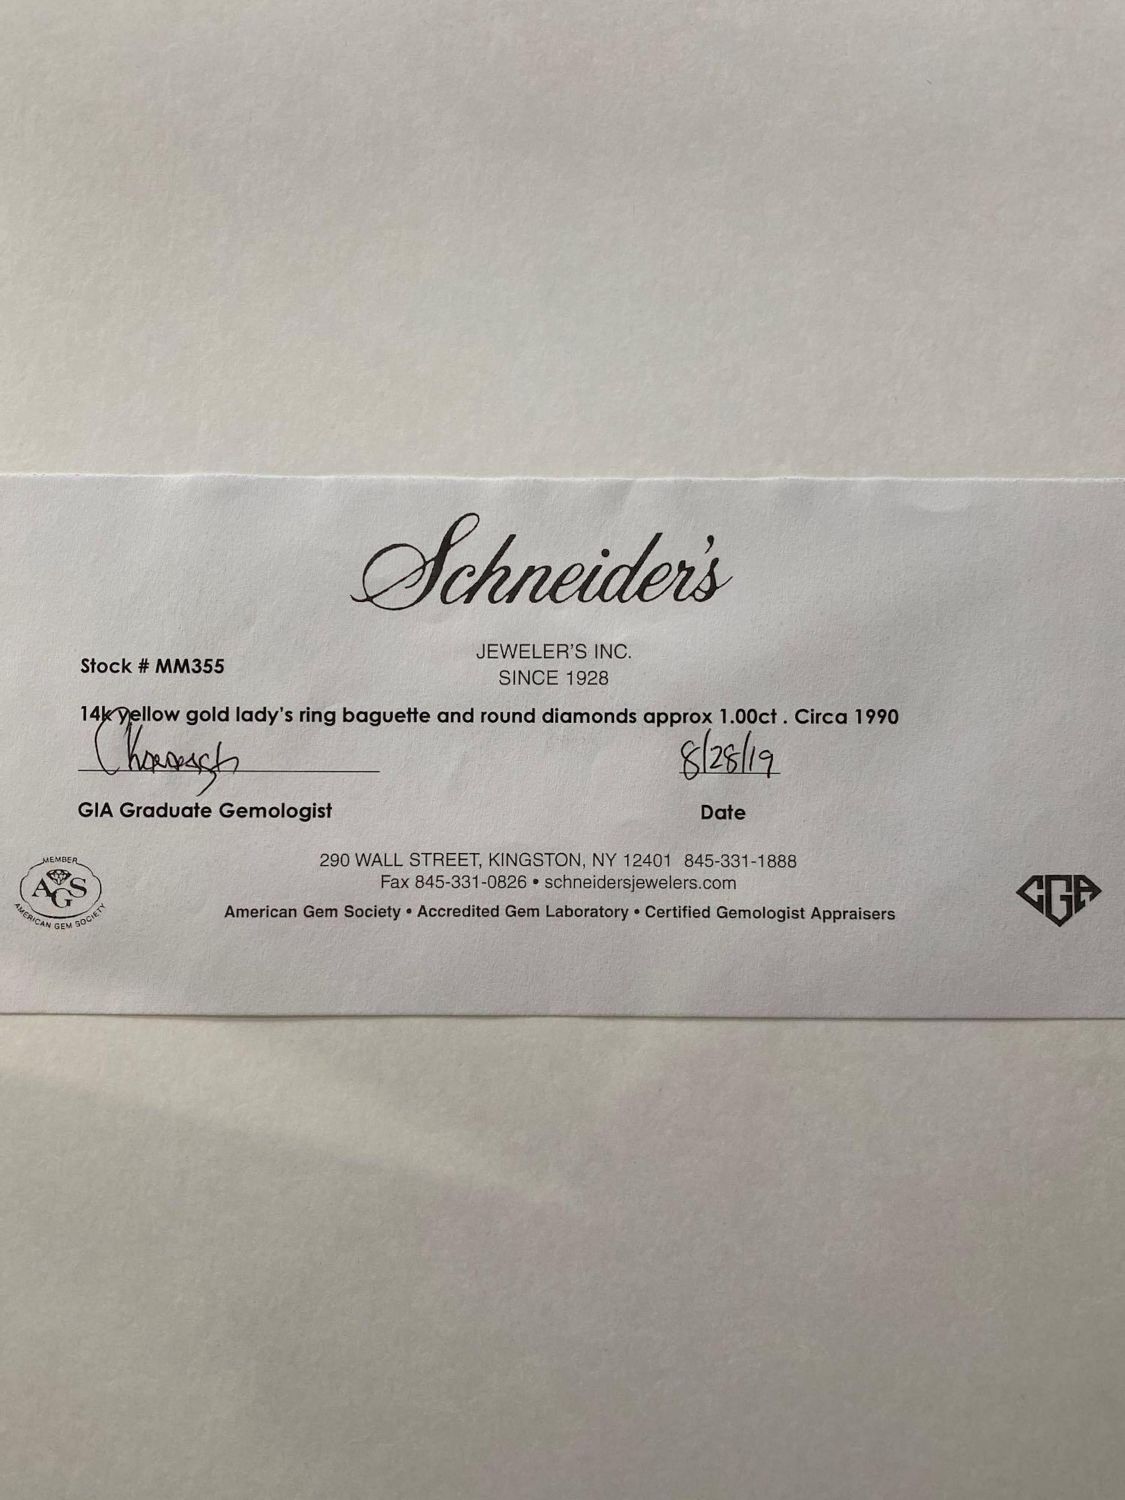 Schneider's
JEWELER'S INC.
SINCE 1928
Stock # MM355
14k yellow gold lady's ring baguette and round diamonds approx 1.00ct . Circa 1990
8/28/19
GIA Graduate Gemologist
Date
290 WALL STREET, KINGSTON, NY 12401 845-331-1888
Fax 845-331-0826 • schneidersjewelers.com
American Gem Society • Accredited Gem Laboratory • Certified Gemologist Appraisers
MEMBER
AGS
AMERICAN GEM SOCIETY
CGA